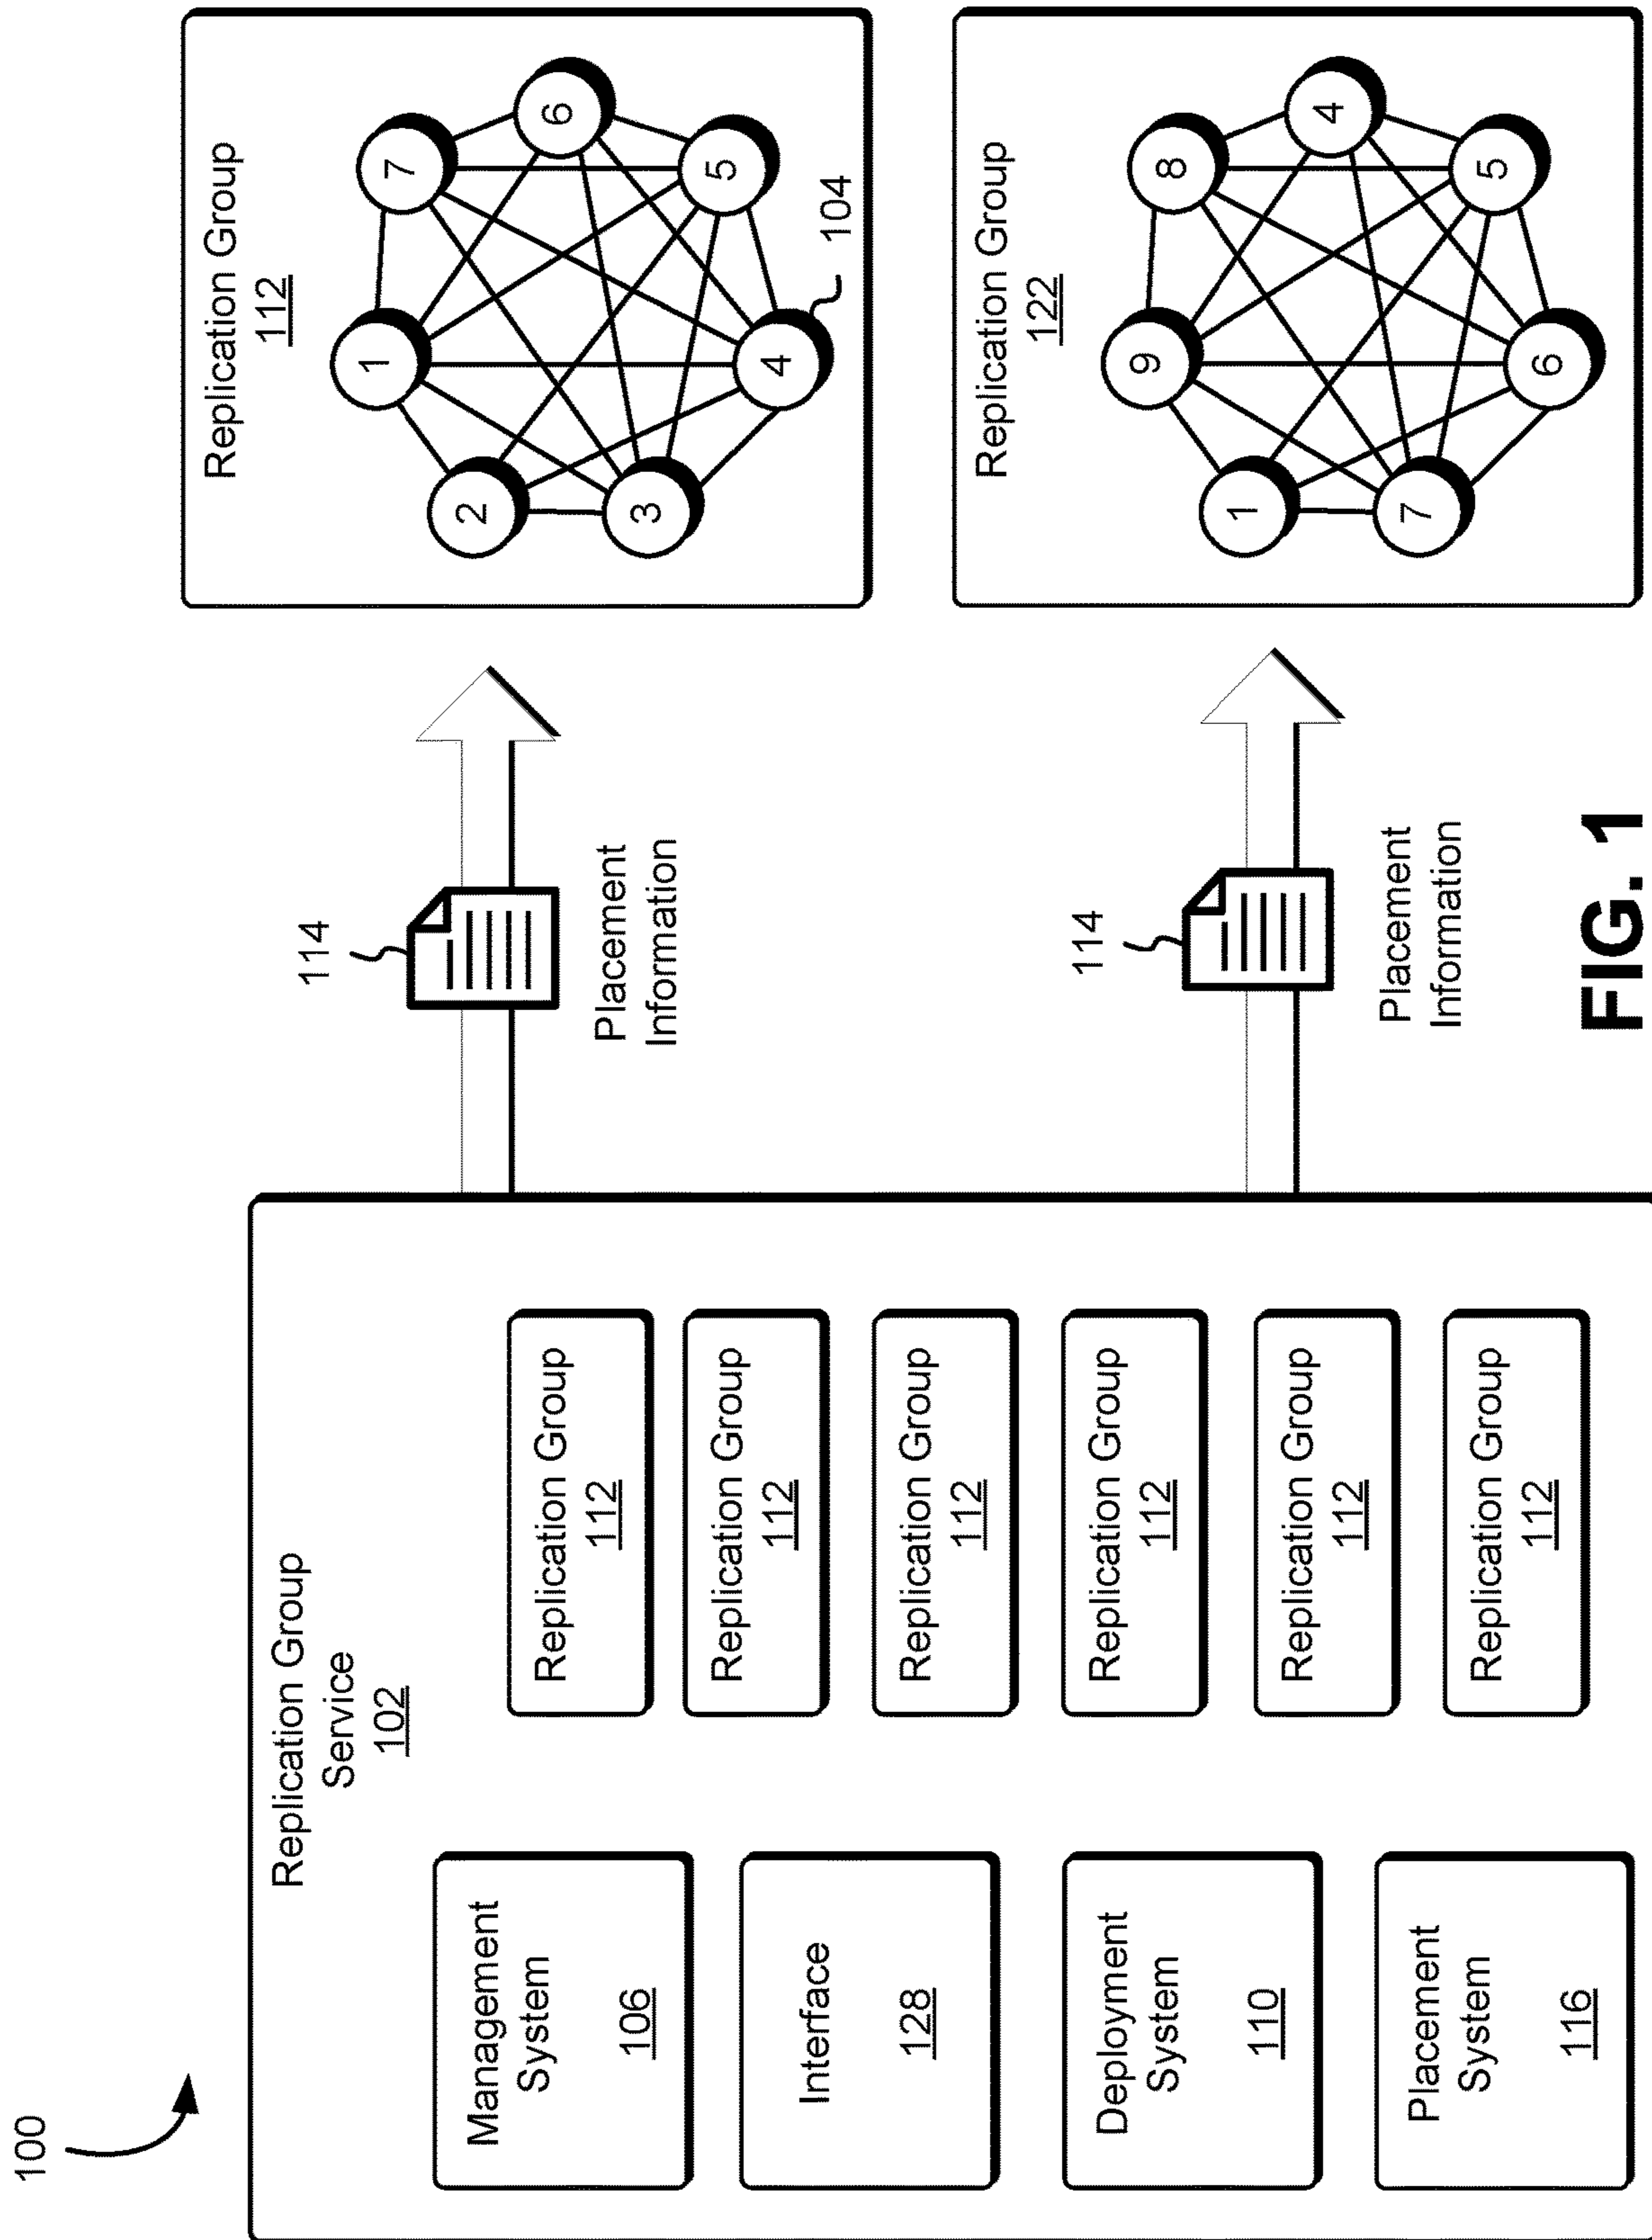 100
Replication Group
Service
102
Management
System
106
Interface
128
Deployment
System
110
Placement
System
116
Replication Group
112
Replication Group
112
Replication Group
112
Replication Group
112
Replication Group
112
Replication Group
112
114
Placement
Information
114
Placement
Information
Replication Group
112
1
7
2
6
3
5
4
104
Replication Group
122
9
8
1
4
7
5
6
FIG. 1